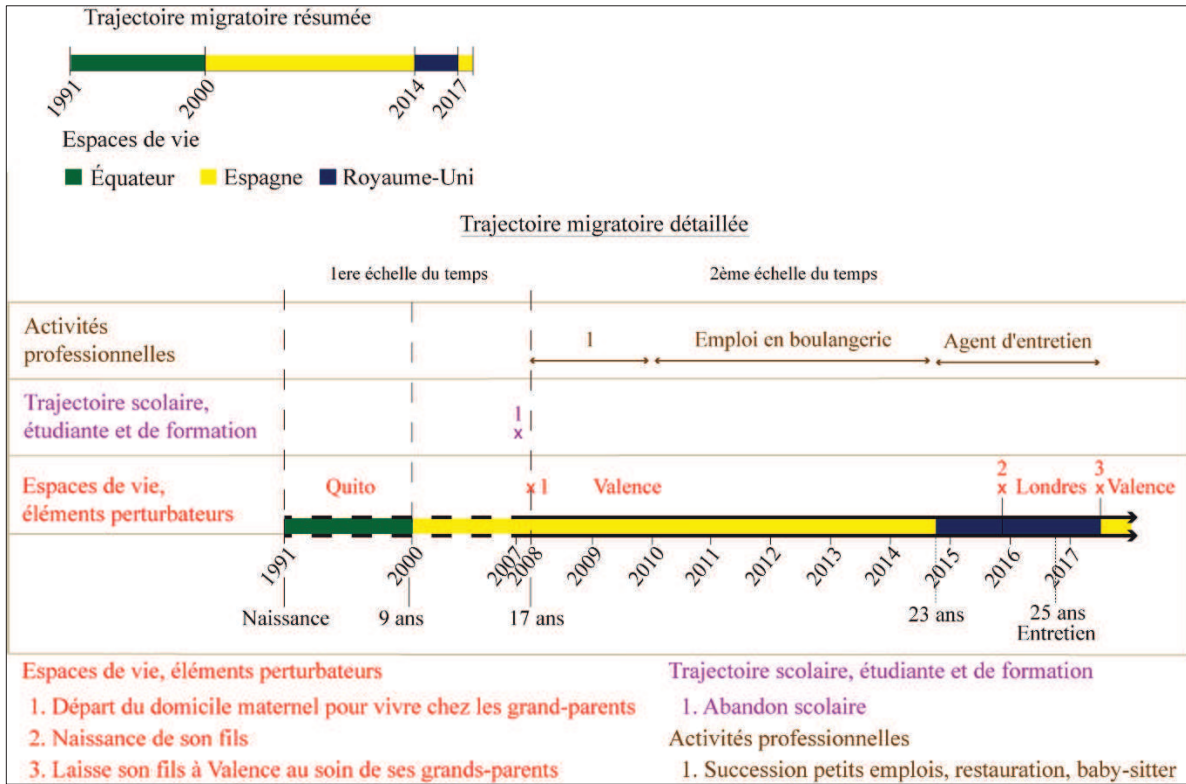 Trajectoire migratoire résumée
1991 2000 2014 2017
Espaces de vie
Équateur Espagne Royaume-Uni
Trajectoire migratoire détaillée
1ere échelle du temps 2ème échelle du temps
Activités
professionnelles
1 Emploi en boulangerie Agent d'entretien
Trajectoire scolaire,
étudiante et de formation
1
x
Espaces de vie,
éléments perturbateurs
2 3
Quito x 1 Valence x Londres x Valence
1991 2000 2007 2008 2009 2010 2011 2012 2013 2014 2015 2016 2017
Naissance 9 ans 17 ans 23 ans 25 ans
Entretien
Espaces de vie, éléments perturbateurs
1. Départ du domicile maternel pour vivre chez les grand-parents
2. Naissance de son fils
3. Laisse son fils à Valence au soin de ses grands-parents
Trajectoire scolaire, étudiante et de formation
1. Abandon scolaire
Activités professionnelles
1. Succession petits emplois, restauration, baby-sitter